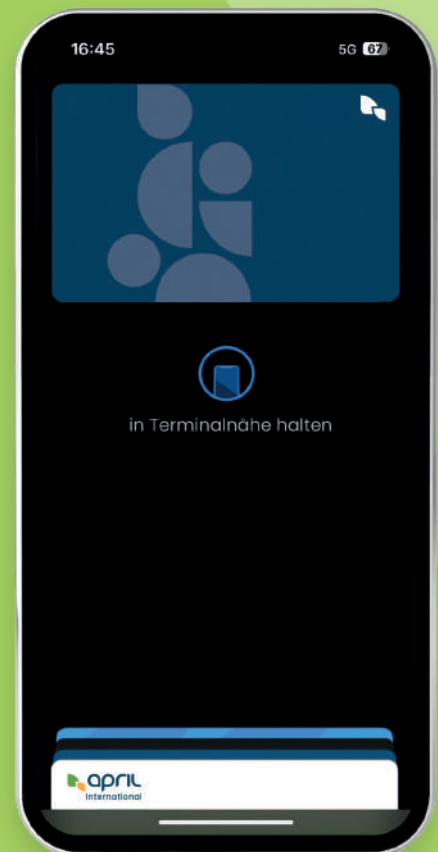 16:45
5G 67
in Terminalnähe halten
april
International